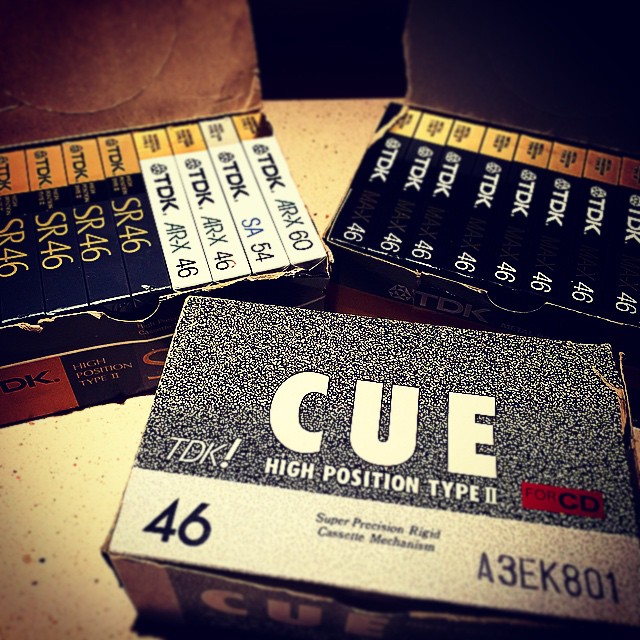 TDK
TDK
TDK
TDK
TDK
TDK
TDK
TDK
SR46
SR46
SR46
SR46
AR-X 46
AR-X 46
SA 54
AR-X 60
TDK.
HIGH
POSITION
TYPE II
TDK MA-X 46
TDK MA-X 46
TDK MA-X 46
TDK MA-X 46
TDK MA-X 46
TDK MA-X 46
TDK 46
TDK 46
TDK
CUE
TDK!
HIGH POSITION TYPE II
FOR CD
46
Super Precision Rigid
Cassette Mechanism
A3EK801
CUE